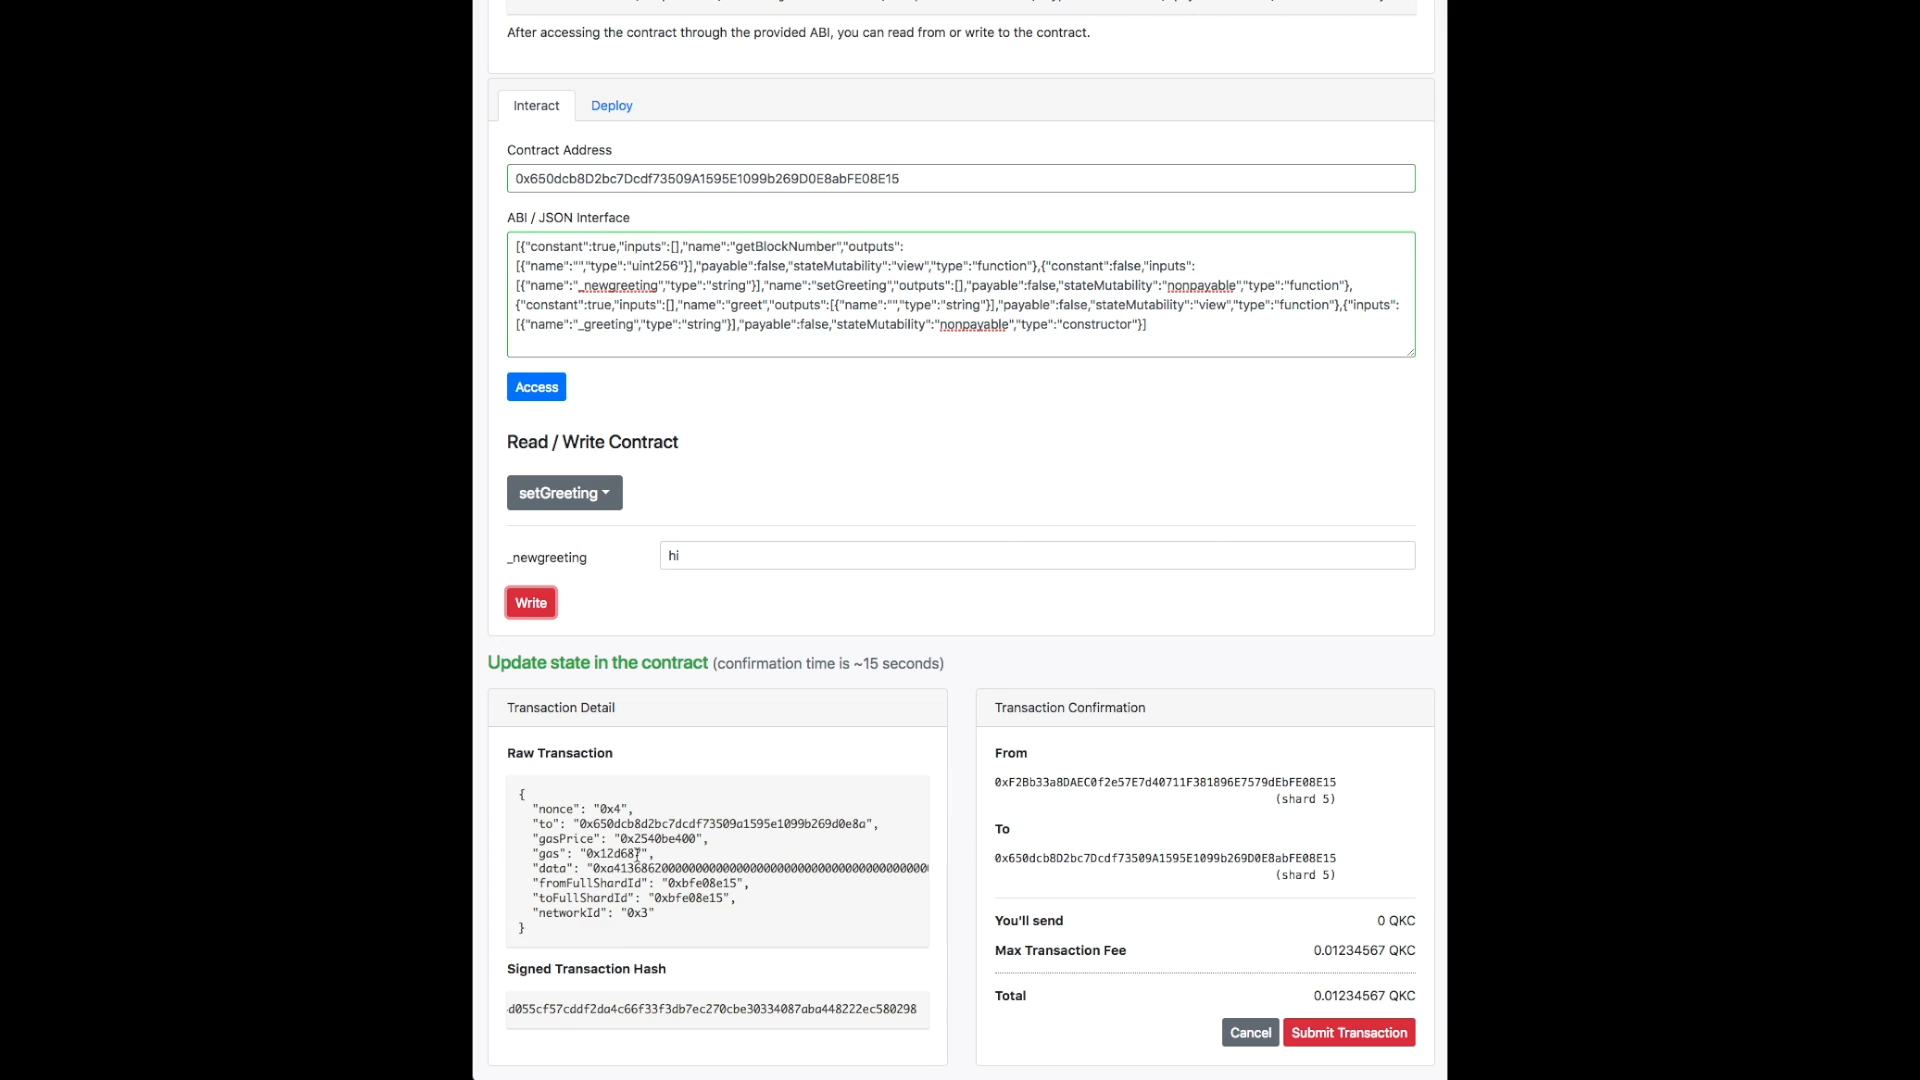 After accessing the contract through the provided ABI, you can read from or write to the contract.
Interact
Deploy
Contract Address
0x650dcb8D2bc7Dcdf73509A1595E1099b269D0E8abFE08E15
ABI / JSON Interface
[{"constant":true,"inputs":[],"name":"getBlockNumber","outputs":
[{"name":"","type":"uint256"}],"payable":false,"stateMutability":"view","type":"function"},{"constant":false,"inputs":
[{"name":"_newgreeting","type":"string"}],"name":"setGreeting","outputs":[],"payable":false,"stateMutability":"nonpayable","type":"function"},
{"constant":true,"inputs":[],"name":"greet","outputs":[{"name":"","type":"string"}],"payable":false,"stateMutability":"view","type":"function"},{"inputs":
[{"name":"_greeting","type":"string"}],"payable":false,"stateMutability":"nonpayable","type":"constructor"}]
Access
Read / Write Contract
setGreeting
_newgreeting
hi
Write
Update state in the contract (confirmation time is ~15 seconds)
Transaction Detail
Raw Transaction
{
"nonce": "0x4",
"to": "0x650dcb8d2bc7dcdf73509a1595e1099b269d0e8a",
"gasPrice": "0x2540be400",
"gas": "0x12d687",
"fromFullShardId": "0xbfe08e15",
"toFullShardId": "0xbfe08e15",
"networkId": "0x3"
}
Signed Transaction Hash
d055cf57cddf2da4c66f33f3db7ec270cbe30334087aba448222ec580298
Transaction Confirmation
From
0xF2Bb33a8DAEC0f2e57E7d40711F381896E7579dEbFE08E15
(shard 5)
To
0x650dcb8D2bc7Dcdf73509A1595E1099b269D0E8abFE08E15
(shard 5)
You'll send 0 QKC
Max Transaction Fee 0.01234567 QKC
Total 0.01234567 QKC
Cancel
Submit Transaction